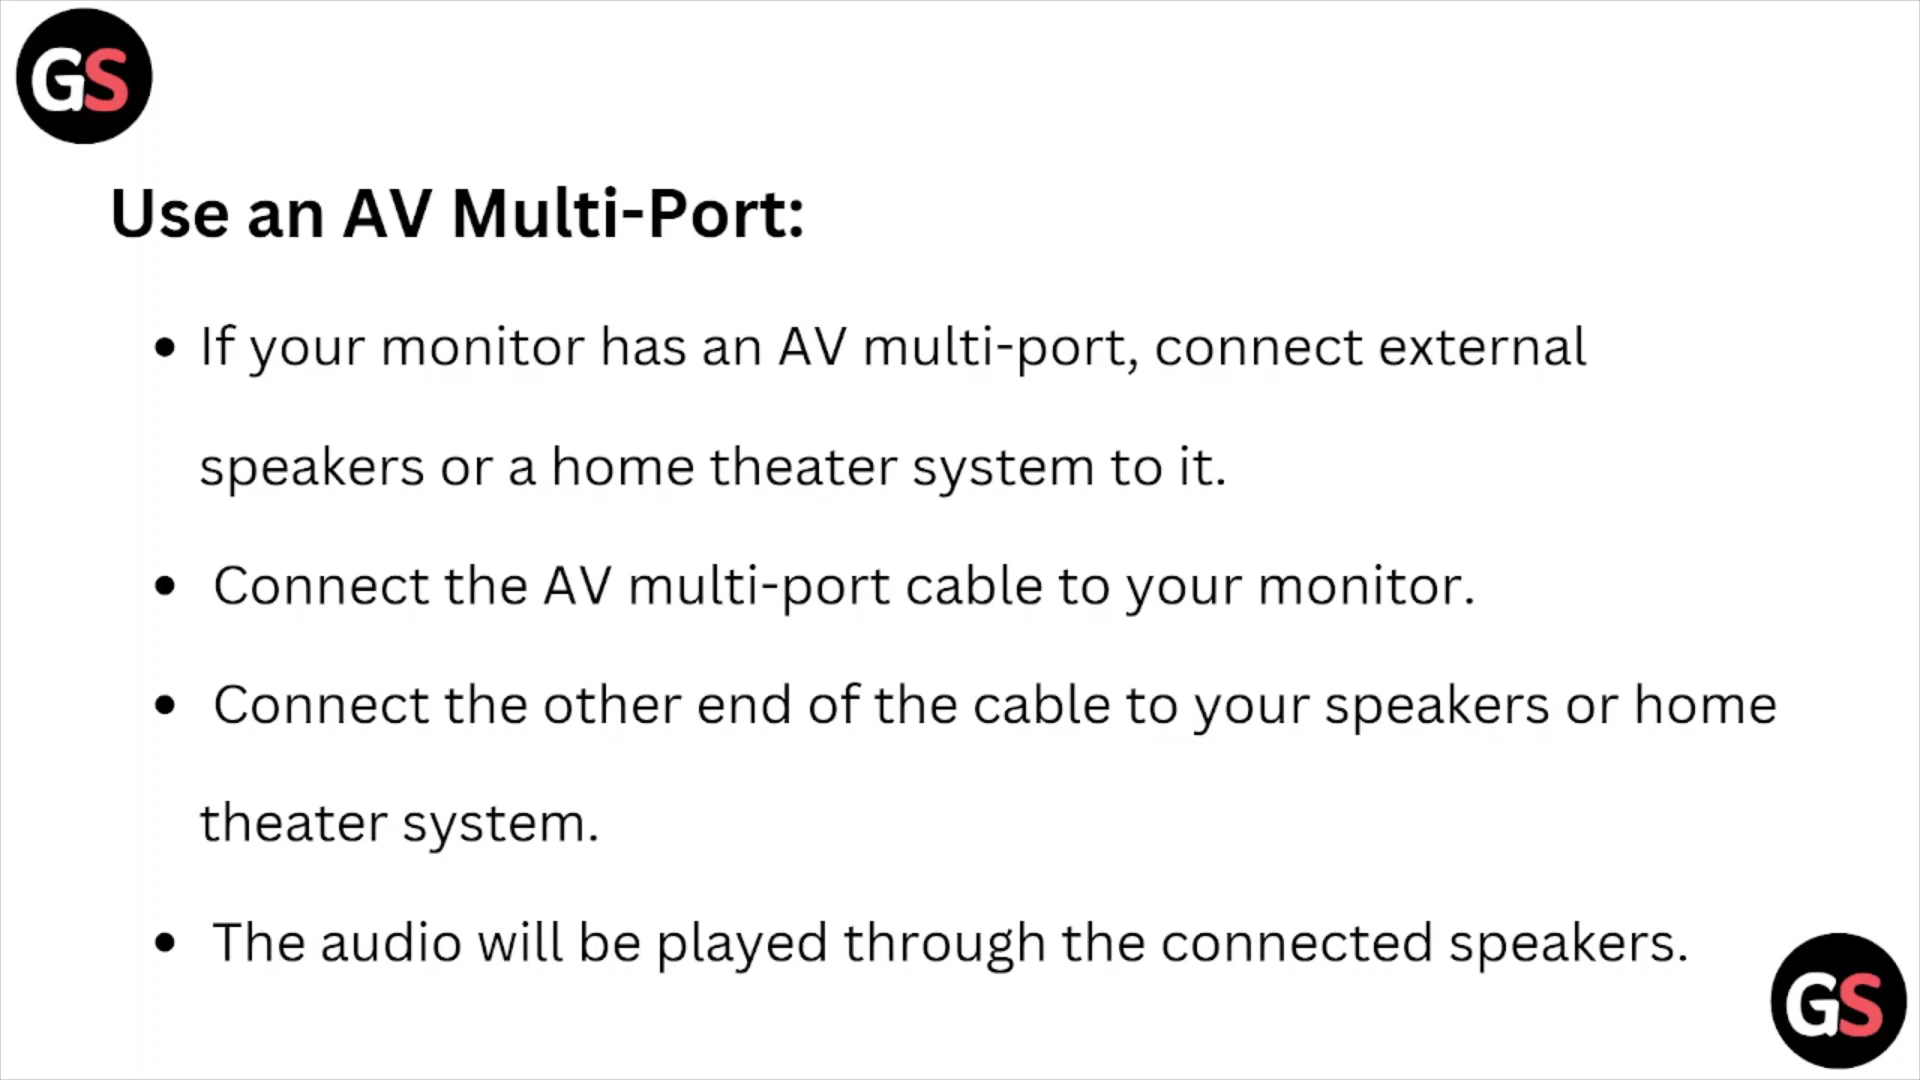 GS
Use an AV Multi-Port:
• If your monitor has an AV multi-port, connect external
speakers or a home theater system to it.
• Connect the AV multi-port cable to your monitor.
• Connect the other end of the cable to your speakers or home
theater system.
• The audio will be played through the connected speakers.
GS